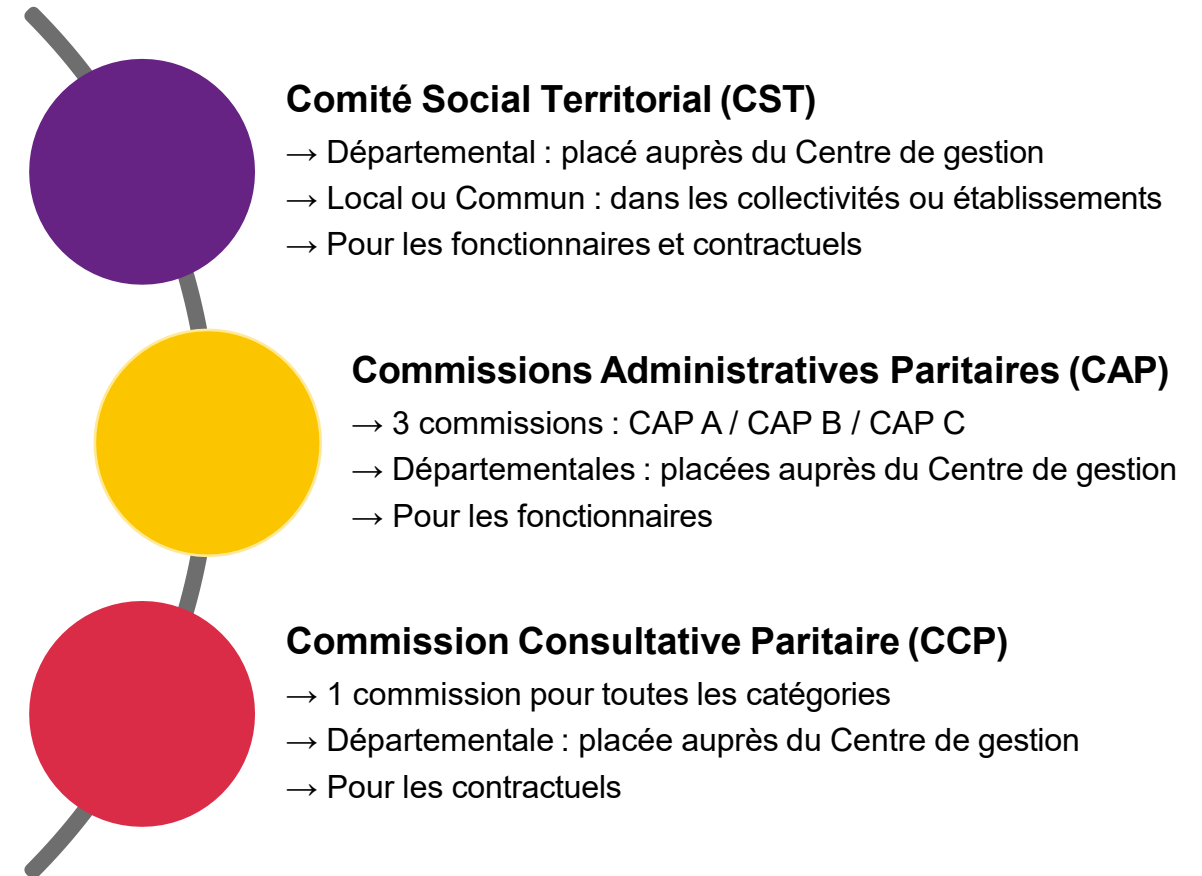 Comité Social Territorial (CST)
→ Départemental : placé auprès du Centre de gestion
→ Local ou Commun : dans les collectivités ou établissements
→ Pour les fonctionnaires et contractuels
Commissions Administratives Paritaires (CAP)
→ 3 commissions : CAP A / CAP B / CAP C
→ Départementales : placées auprès du Centre de gestion
→ Pour les fonctionnaires
Commission Consultative Paritaire (CCP)
→ 1 commission pour toutes les catégories
→ Départementale : placée auprès du Centre de gestion
→ Pour les contractuels